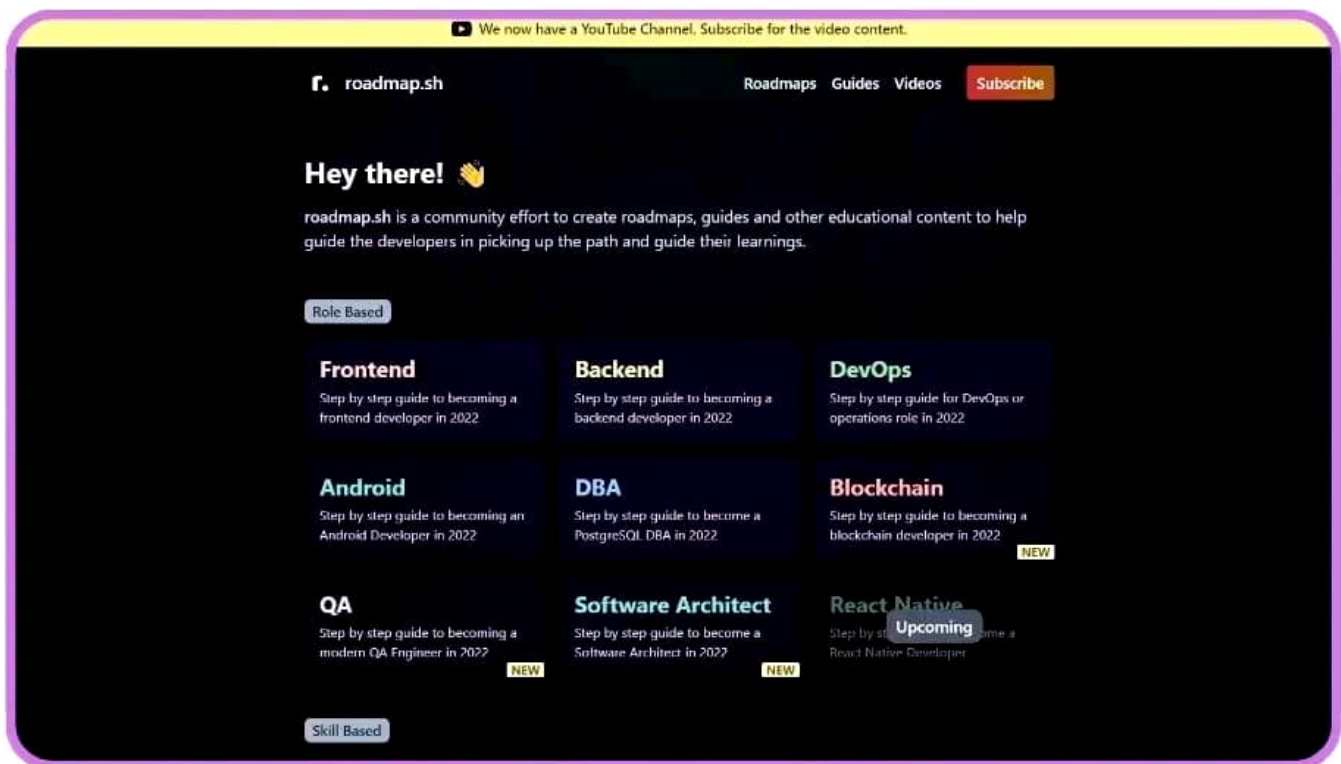 We now have a YouTube Channel. Subscribe for the video content.
r. roadmap.sh
Roadmaps Guides Videos Subscribe
Hey there! 👋
roadmap.sh is a community effort to create roadmaps, guides and other educational content to help
guide the developers in picking up the path and guide their learnings.
Role Based
Frontend
Step by step guide to becoming a
frontend developer in 2022
Backend
Step by step guide to becoming a
backend developer in 2022
DevOps
Step by step guide for DevOps or
operations role in 2022
Android
Step by step guide to becoming an
Android Developer in 2022
DBA
Step by step guide to become a
PostgreSQL DBA in 2022
Blockchain
Step by step guide to becoming a
blockchain developer in 2022
NEW
QA
Step by step guide to becoming a
modern QA Engineer in 2022
NEW
Software Architect
Step by step guide to become a
Software Architect in 2022
NEW
React Native
Upcoming
Step by
React Native Developer
Skill Based